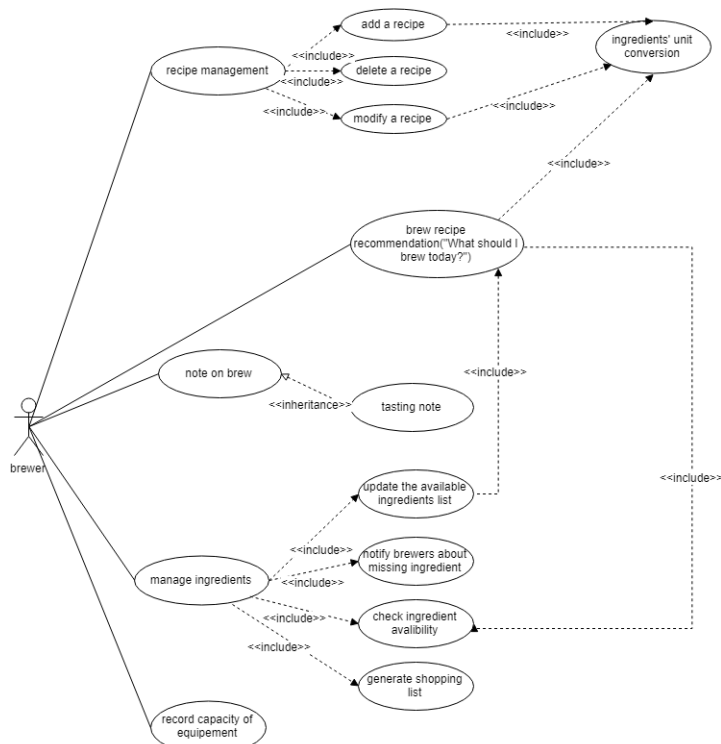 add a recipe
<<include>>
<<include>>
ingredients' unit
conversion
recipe management
<<include>>
delete a recipe
<<include>>
modify a recipe
<<include>>
<<include>>
brew recipe
recommendation("What should I
brew today?")
<<include>>
note on brew
<<inheritance>>
tasting note
brewer
<<include>>
update the available
ingredients list
<<include>>
notify brewers about
missing ingredient
manage ingredients
<<include>>
<<include>>
check ingredient
avalibility
<<include>>
generate shopping
list
record capacity of
equipement